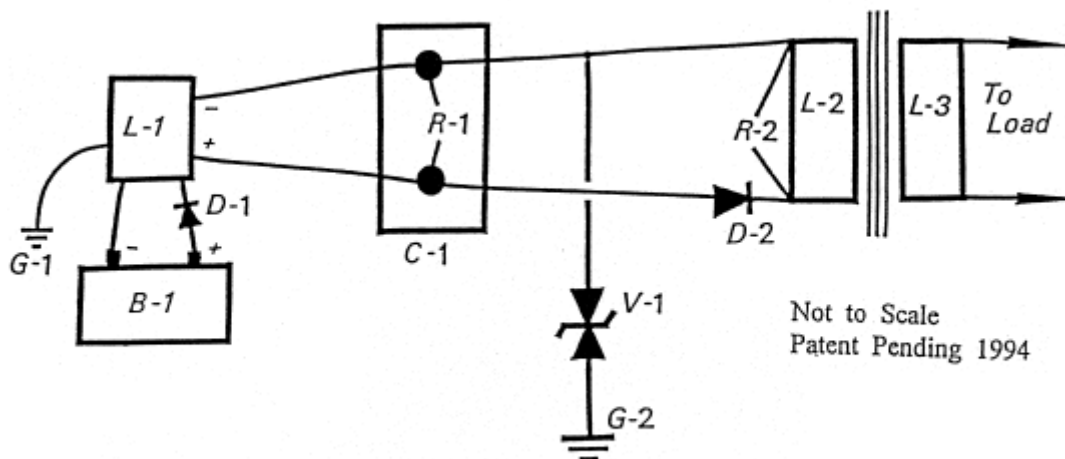 L-1
-
+
G-1
D-1
-
+
B-1
R-1
C-1
R-2
L-2
L-3
To
Load
D-2
V-1
G-2
Not to Scale
Patent Pending 1994